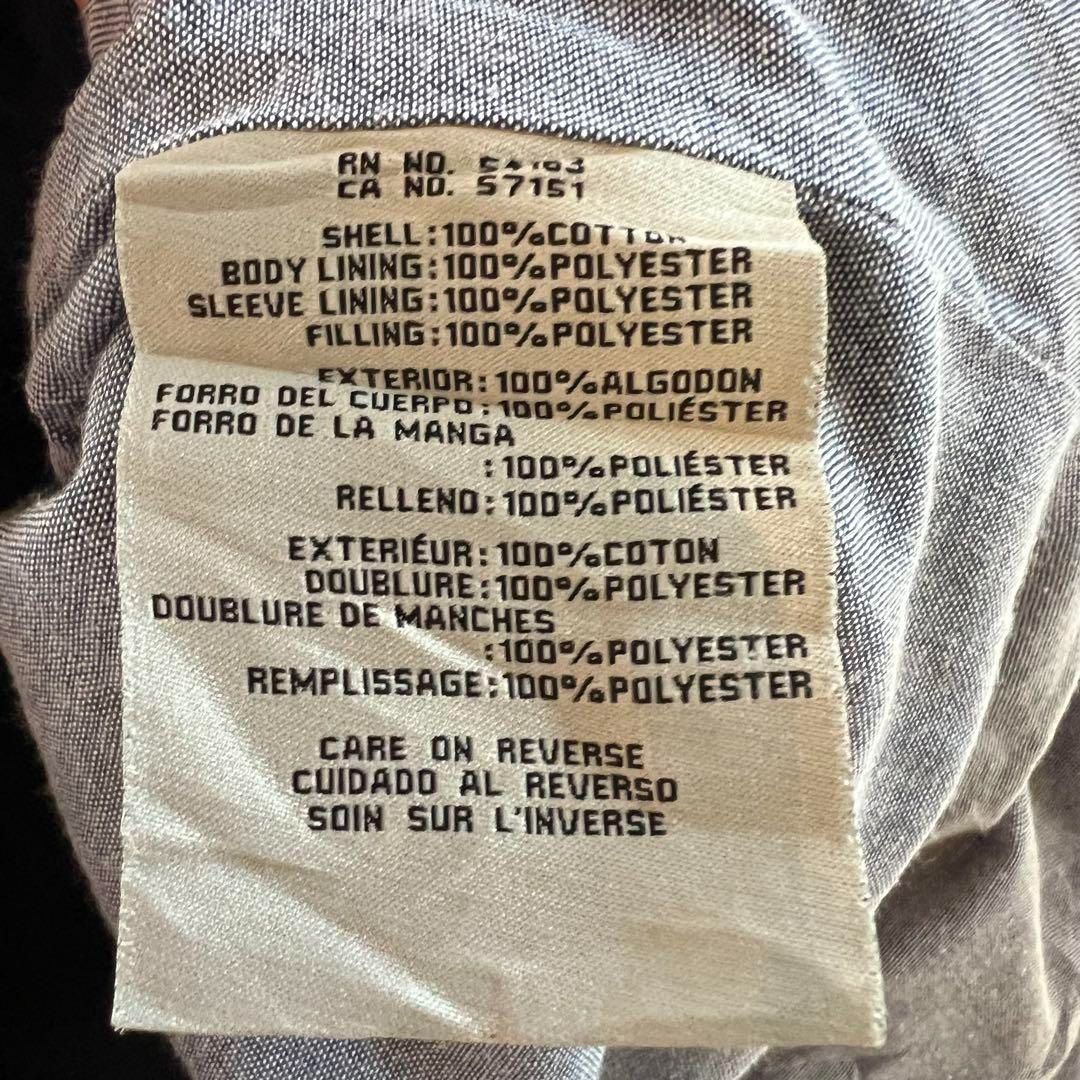 RN NO.
CA NO. 57151
SHELL:100%COTTON
BODY LINING:100%POLYESTER
SLEEVE LINING:100%POLYESTER
FILLING:100%POLYESTER
EXTERIOR:100%ALGODON
FORRO DEL CUERPO:100%POLIÉSTER
FORRO DE LA MANGA
:100%POLIÉSTER
RELLENO:100%POLIÉSTER
EXTERIÉUR:100%COTON
DOUBLURE:100%POLYESTER
DOUBLURE DE MANCHES
:100%POLYESTER
REMPLISSAGE:100%POLYESTER
CARE ON REVERSE
CUIDADO AL REVERSO
SOIN SUR L'INVERSE